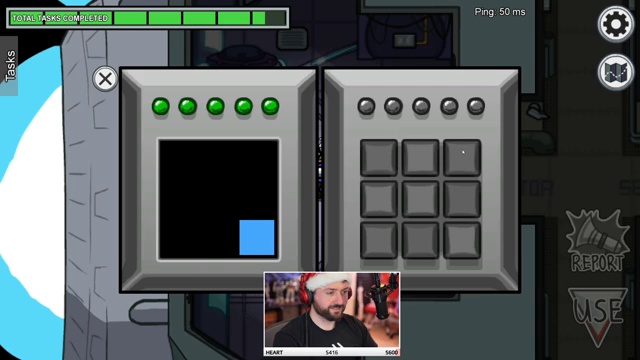 TOTAL TASKS COMPLETED
Ping: 50 ms
Tasks
REPORT
USE
HEART 5416 5600